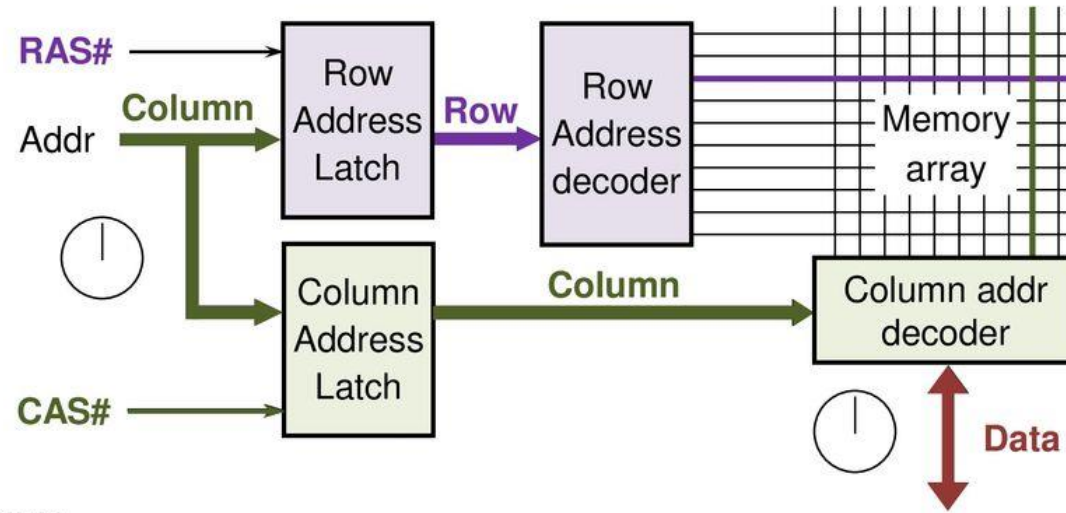 RAS#
Addr
Column
Row
Address
Latch
Row
Row
Address
decoder
Memory
array
Column
Address
Latch
Column
Column addr
decoder
CAS#
Data